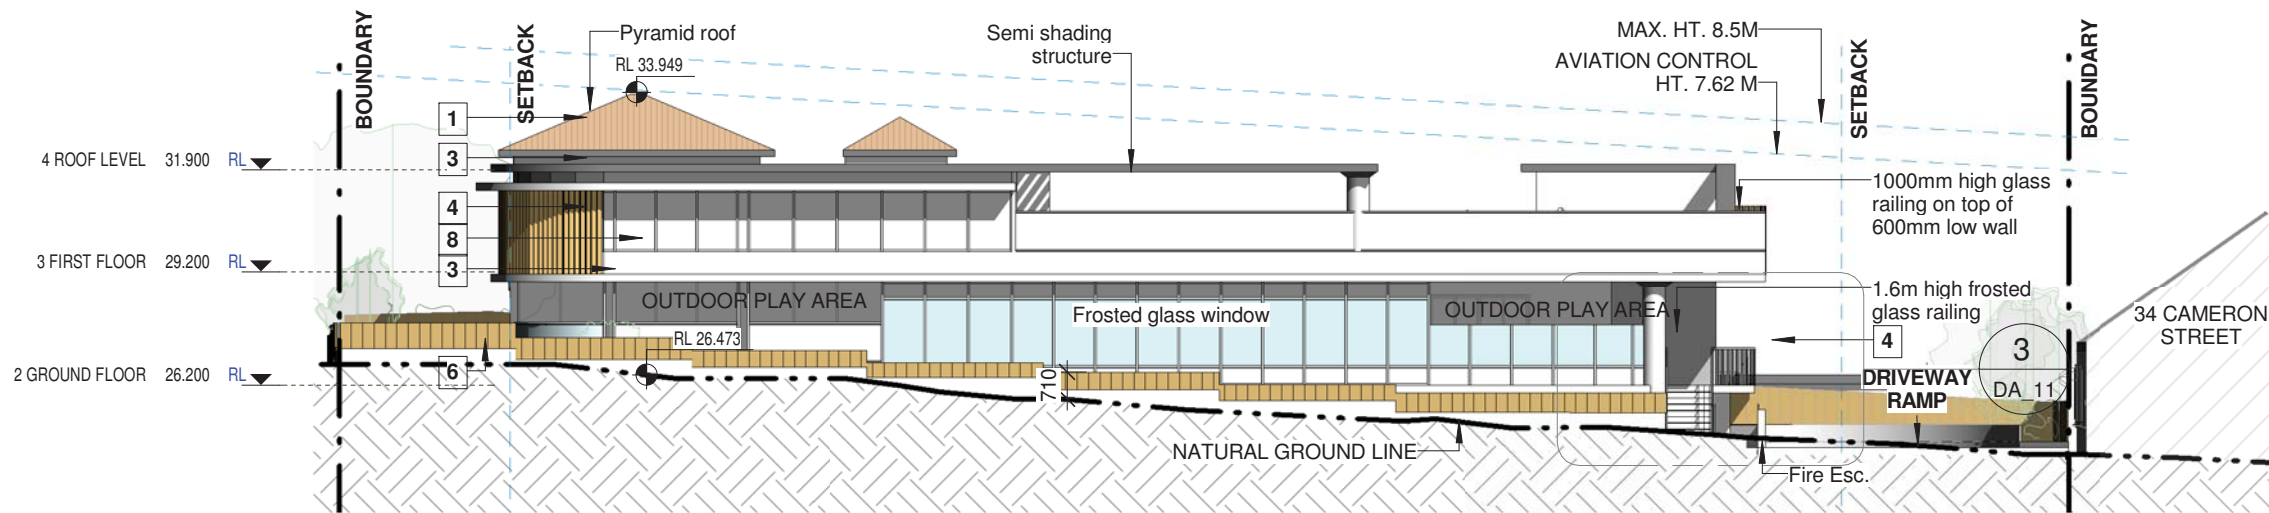 BOUNDARY
SETBACK
Pyramid roof
RL 33.949
Semi shading
structure
MAX. HT. 8.5M
AVIATION CONTROL
HT. 7.62 M
SETBACK
BOUNDARY
1
4 ROOF LEVEL 31.900 RL
3
4
8
3 FIRST FLOOR 29.200 RL
3
1000mm high glass
railing on top of
600mm low wall
OUTDOOR PLAY AREA
Frosted glass window
OUTDOOR PLAY AREA
1.6m high frosted
glass railing
4
34 CAMERON
STREET
RL 26.473
2 GROUND FLOOR 26.200 RL
6
710
3
DA_11
DRIVEWAY
RAMP
NATURAL GROUND LINE
Fire Esc.